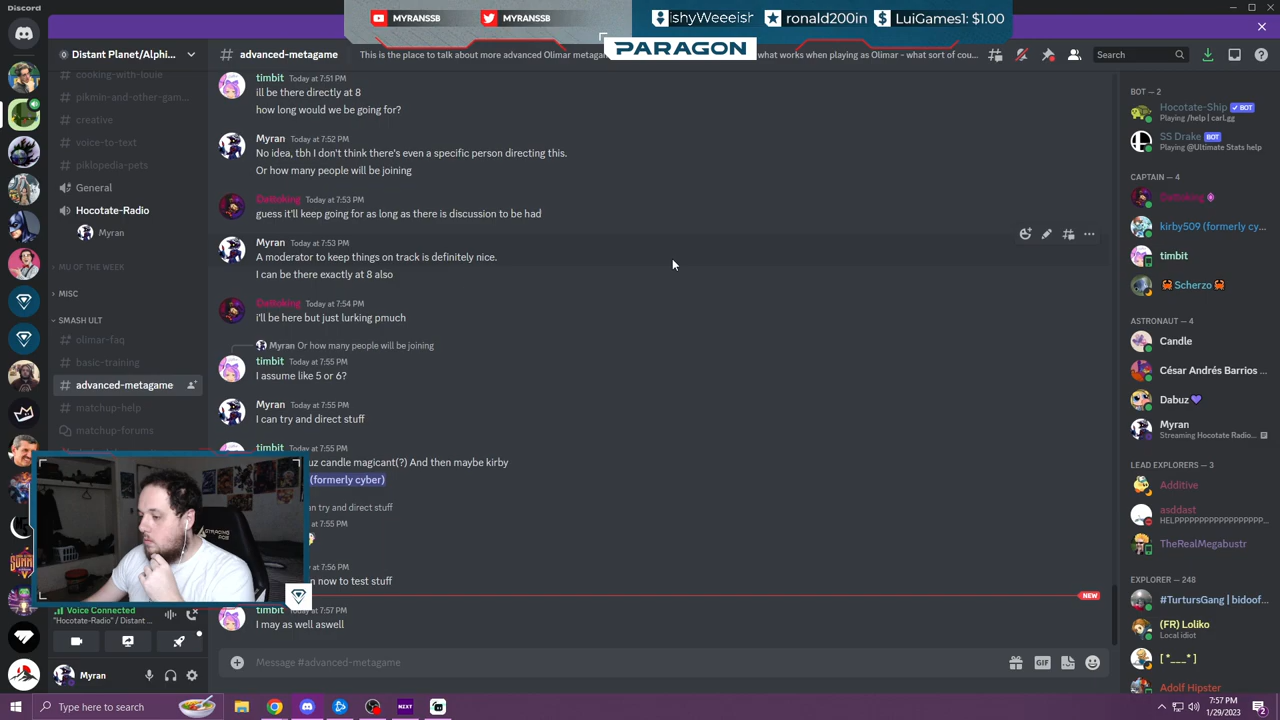 Discord
MYRANSSB
MYRANSSB
ishyWeeeish
ronald200in
LuiGames1: $1.00
PARAGON
Distant Planet/Alphi...
cooking-with-louie
pikmin-and-other-gam...
creative
voice-to-text
piklopedia-pets
General
Hocotate-Radio
Myran
MU OF THE WEEK
MISC
SMASH ULT
olimar-faq
basic-training
advanced-metagame
matchup-help
matchup-forums
Voice Connected
"Hocotate-Radio" / Distant ...
Myran
advanced-metagame
This is the place to talk about more advanced Olimar metagam
what works when playing as Olimar - what sort of cou...
Search
timbit Today at 7:51 PM
ill be there directly at 8
how long would we be going for?
Myran Today at 7:52 PM
No idea, tbh I don't think there's even a specific person directing this.
Or how many people will be joining
Today at 7:53 PM
guess it'll keep going for as long as there is discussion to be had
Myran Today at 7:53 PM
A moderator to keep things on track is definitely nice.
I can be there exactly at 8 also
Today at 7:54 PM
i'll be here but just lurking pmuch
Myran Or how many people will be joining
timbit Today at 7:55 PM
I assume like 5 or 6?
Myran Today at 7:55 PM
I can try and direct stuff
timbit Today at 7:55 PM
uz candle magicant(?) And then maybe kirby
(formerly cyber)
an try and direct stuff
at 7:55 PM
at 7:56 PM
n now to test stuff
NEW
timbit Today at 7:57 PM
I may as well aswell
Message #advanced-metagame
GIF
BOT — 2
Hocotate-Ship BOT
Playing /help | carl.gg
SS Drake BOT
Playing @Ultimate Stats help
CAPTAIN — 4
kirby509 (formerly cy...
timbit
Scherzo
ASTRONAUT — 4
Candle
César Andrés Barrios ...
Dabuz
Myran
Streaming Hocotate Radio...
LEAD EXPLORERS — 3
Additive
asddast
HELPPPPPPPPPPPPPPPPP...
TheRealMegabustr
EXPLORER — 248
#TurtursGang | bidoof...
(FR) Loliko
Local idiot
[ *___* ]
Adolf Hipster
Type here to search
NZXT
7:57 PM
1/29/2023
2